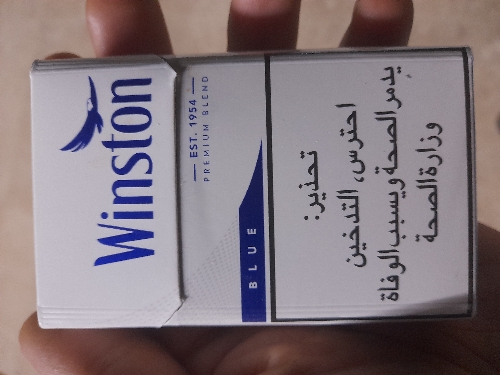 Winston
EST. 1954
PREMIUM BLEND
BLUE
تحذير:
احترس، التدخين
يدمر الصحة ويسبب الوفاة
وزارة الصحة